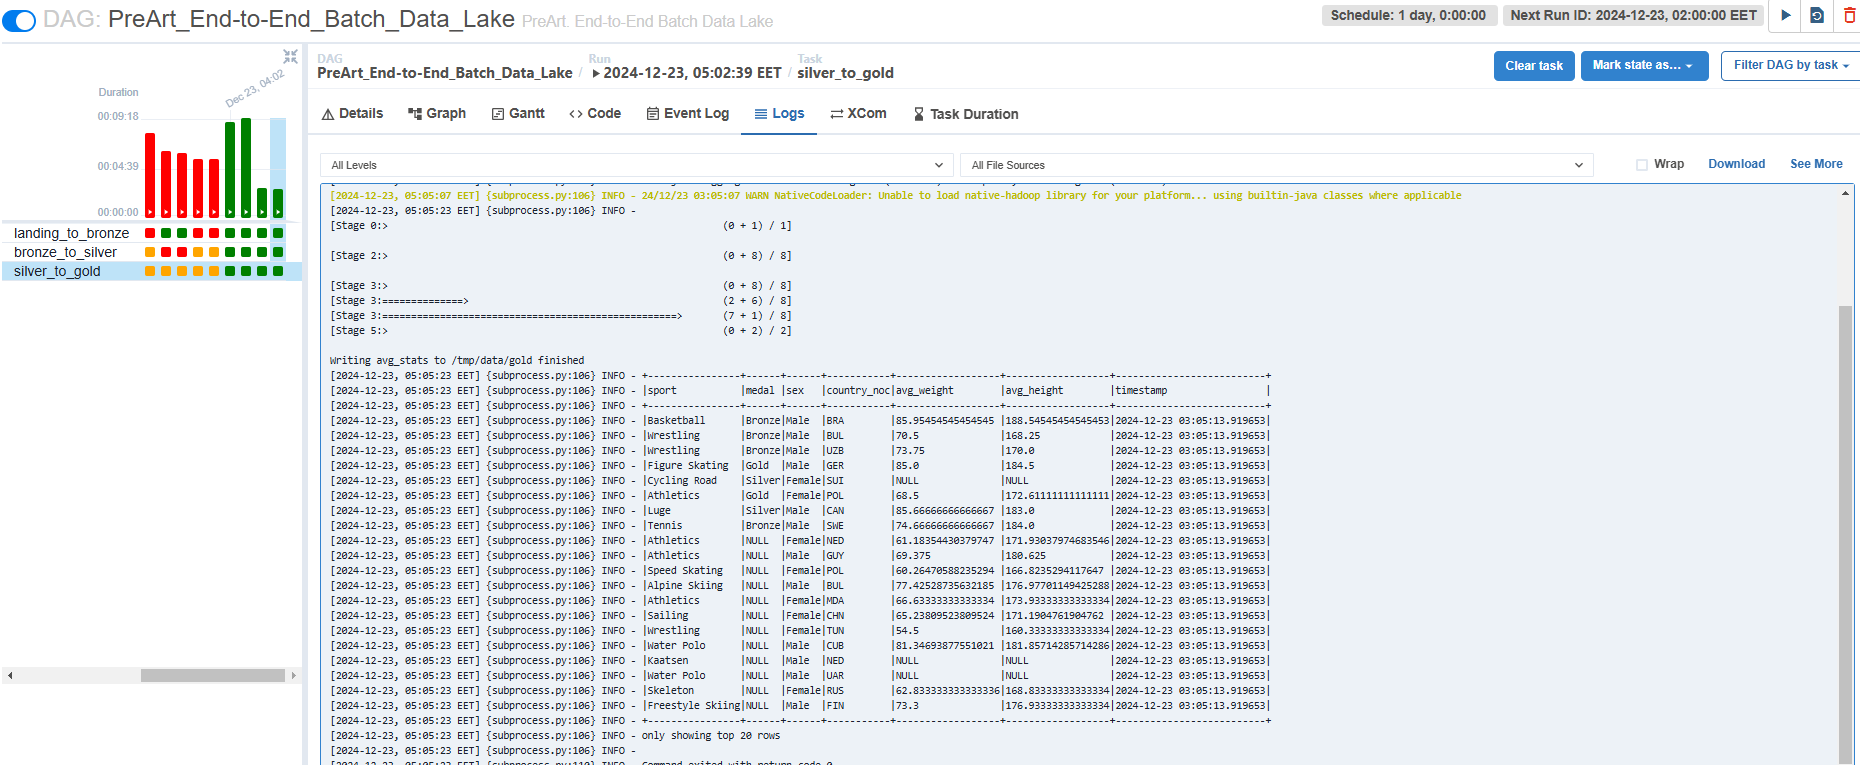 DAG: PreArt_End-to-End_Batch_Data_Lake PreArt. End-to-End Batch Data Lake
Schedule: 1 day, 0:00:00
Next Run ID: 2024-12-23, 02:00:00 EET
Dec 23, 04:02
Duration
00:09:18
00:04:39
00:00:00
landing_to_bronze
bronze_to_silver
silver_to_gold
DAG Run Task
PreArt_End-to-End_Batch_Data_Lake / 2024-12-23, 05:02:39 EET / silver_to_gold
Clear task
Mark state as...
Filter DAG by task
Details Graph Gantt <> Code Event Log Logs XCom Task Duration
All Levels
All File Sources
Wrap
Download
See More
[2024-12-23, 05:05:07 EET] {subprocess.py:106} INFO - 24/12/23 03:05:07 WARN NativeCodeLoader: Unable to load native-hadoop library for your platform... using builtin-java classes where applicable
[2024-12-23, 05:05:23 EET] {subprocess.py:106} INFO -
[Stage 0:> (0 + 1) / 1]
[Stage 2:> (0 + 8) / 8]
[Stage 3:> (0 + 8) / 8]
[Stage 3:==============> (2 + 6) / 8]
[Stage 3:===================================================> (7 + 1) / 8]
[Stage 5:> (0 + 2) / 2]
Writing avg_stats to /tmp/data/gold finished
[2024-12-23, 05:05:23 EET] {subprocess.py:106} INFO - +----------------+------+------+-----------+------------------+------------------+--------------------------+
[2024-12-23, 05:05:23 EET] {subprocess.py:106} INFO - |sport |medal |sex |country_noc|avg_weight |avg_height |timestamp |
[2024-12-23, 05:05:23 EET] {subprocess.py:106} INFO - +----------------+------+------+-----------+------------------+------------------+--------------------------+
[2024-12-23, 05:05:23 EET] {subprocess.py:106} INFO - |Basketball |Bronze|Male |BRA |85.95454545454545 |188.54545454545453|2024-12-23 03:05:13.919653|
[2024-12-23, 05:05:23 EET] {subprocess.py:106} INFO - |Wrestling |Bronze|Male |BUL |70.5 |168.25 |2024-12-23 03:05:13.919653|
[2024-12-23, 05:05:23 EET] {subprocess.py:106} INFO - |Wrestling |Bronze|Male |UZB |73.75 |170.0 |2024-12-23 03:05:13.919653|
[2024-12-23, 05:05:23 EET] {subprocess.py:106} INFO - |Figure Skating |Gold |Male |GER |85.0 |184.5 |2024-12-23 03:05:13.919653|
[2024-12-23, 05:05:23 EET] {subprocess.py:106} INFO - |Cycling Road |Silver|Female|SUI |NULL |NULL |2024-12-23 03:05:13.919653|
[2024-12-23, 05:05:23 EET] {subprocess.py:106} INFO - |Athletics |Gold |Female|POL |68.5 |172.61111111111111|2024-12-23 03:05:13.919653|
[2024-12-23, 05:05:23 EET] {subprocess.py:106} INFO - |Luge |Silver|Male |CAN |85.66666666666667 |183.0 |2024-12-23 03:05:13.919653|
[2024-12-23, 05:05:23 EET] {subprocess.py:106} INFO - |Tennis |Bronze|Male |SWE |74.66666666666667 |184.0 |2024-12-23 03:05:13.919653|
[2024-12-23, 05:05:23 EET] {subprocess.py:106} INFO - |Athletics |NULL |Female|NED |61.18354430379747 |171.93037974683546|2024-12-23 03:05:13.919653|
[2024-12-23, 05:05:23 EET] {subprocess.py:106} INFO - |Athletics |NULL |Male |GUY |69.375 |180.625 |2024-12-23 03:05:13.919653|
[2024-12-23, 05:05:23 EET] {subprocess.py:106} INFO - |Speed Skating |NULL |Female|POL |60.26470588235294 |166.8235294117647 |2024-12-23 03:05:13.919653|
[2024-12-23, 05:05:23 EET] {subprocess.py:106} INFO - |Alpine Skiing |NULL |Male |BUL |77.42528735632185 |176.97701149425288|2024-12-23 03:05:13.919653|
[2024-12-23, 05:05:23 EET] {subprocess.py:106} INFO - |Athletics |NULL |Female|MDA |66.63333333333334 |173.93333333333334|2024-12-23 03:05:13.919653|
[2024-12-23, 05:05:23 EET] {subprocess.py:106} INFO - |Sailing |NULL |Female|CHN |65.23809523809524 |171.1904761904762 |2024-12-23 03:05:13.919653|
[2024-12-23, 05:05:23 EET] {subprocess.py:106} INFO - |Wrestling |NULL |Female|TUN |54.5 |160.33333333333334|2024-12-23 03:05:13.919653|
[2024-12-23, 05:05:23 EET] {subprocess.py:106} INFO - |Water Polo |NULL |Male |CUB |81.34693877551021 |181.85714285714286|2024-12-23 03:05:13.919653|
[2024-12-23, 05:05:23 EET] {subprocess.py:106} INFO - |Kaatsen |NULL |Male |NED |NULL |NULL |2024-12-23 03:05:13.919653|
[2024-12-23, 05:05:23 EET] {subprocess.py:106} INFO - |Water Polo |NULL |Male |UAR |NULL |NULL |2024-12-23 03:05:13.919653|
[2024-12-23, 05:05:23 EET] {subprocess.py:106} INFO - |Skeleton |NULL |Female|RUS |62.833333333333336|168.83333333333334|2024-12-23 03:05:13.919653|
[2024-12-23, 05:05:23 EET] {subprocess.py:106} INFO - |Freestyle Skiing|NULL |Male |FIN |73.3 |176.93333333333334|2024-12-23 03:05:13.919653|
[2024-12-23, 05:05:23 EET] {subprocess.py:106} INFO - +----------------+------+------+-----------+------------------+------------------+--------------------------+
[2024-12-23, 05:05:23 EET] {subprocess.py:106} INFO - only showing top 20 rows
[2024-12-23, 05:05:23 EET] {subprocess.py:106} INFO -
[2024-12-23, 05:05:23 EET] {subprocess.py:110} INFO - Command exited with return code 0